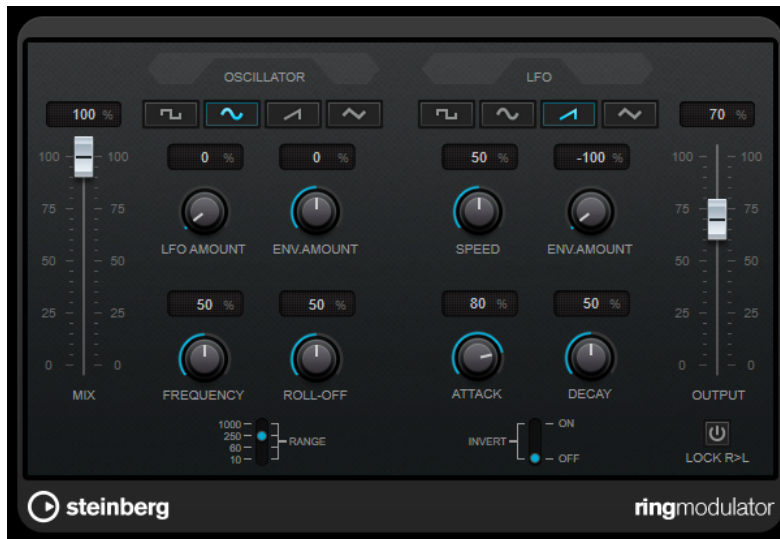 OSCILLATOR
LFO
100 %
70 %
0 %
0 %
50 %
-100 %
100 100
75 75
50 50
25 25
0 0
MIX
LFO AMOUNT
ENV.AMOUNT
SPEED
ENV.AMOUNT
50 %
50 %
80 %
50 %
FREQUENCY
ROLL-OFF
ATTACK
DECAY
100 100
75 75
50 50
25 25
0 0
OUTPUT
1000
250
60
10
RANGE
INVERT
ON
OFF
LOCK R>L
steinberg
ringmodulator